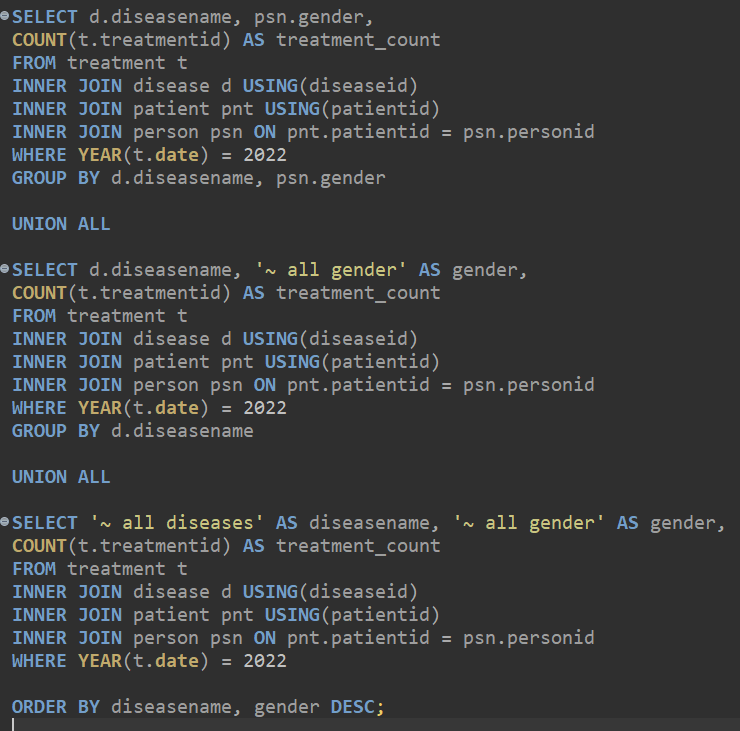 SELECT d.diseasename, psn.gender,
COUNT(t.treatmentid) AS treatment_count
FROM treatment t
INNER JOIN disease d USING(diseaseid)
INNER JOIN patient pnt USING(patientid)
INNER JOIN person psn ON pnt.patientid = psn.personid
WHERE YEAR(t.date) = 2022
GROUP BY d.diseasename, psn.gender
UNION ALL
SELECT d.diseasename, '~ all gender' AS gender,
COUNT(t.treatmentid) AS treatment_count
FROM treatment t
INNER JOIN disease d USING(diseaseid)
INNER JOIN patient pnt USING(patientid)
INNER JOIN person psn ON pnt.patientid = psn.personid
WHERE YEAR(t.date) = 2022
GROUP BY d.diseasename
UNION ALL
SELECT '~ all diseases' AS diseasename, '~ all gender' AS gender,
COUNT(t.treatmentid) AS treatment_count
FROM treatment t
INNER JOIN disease d USING(diseaseid)
INNER JOIN patient pnt USING(patientid)
INNER JOIN person psn ON pnt.patientid = psn.personid
WHERE YEAR(t.date) = 2022
ORDER BY diseasename, gender DESC;